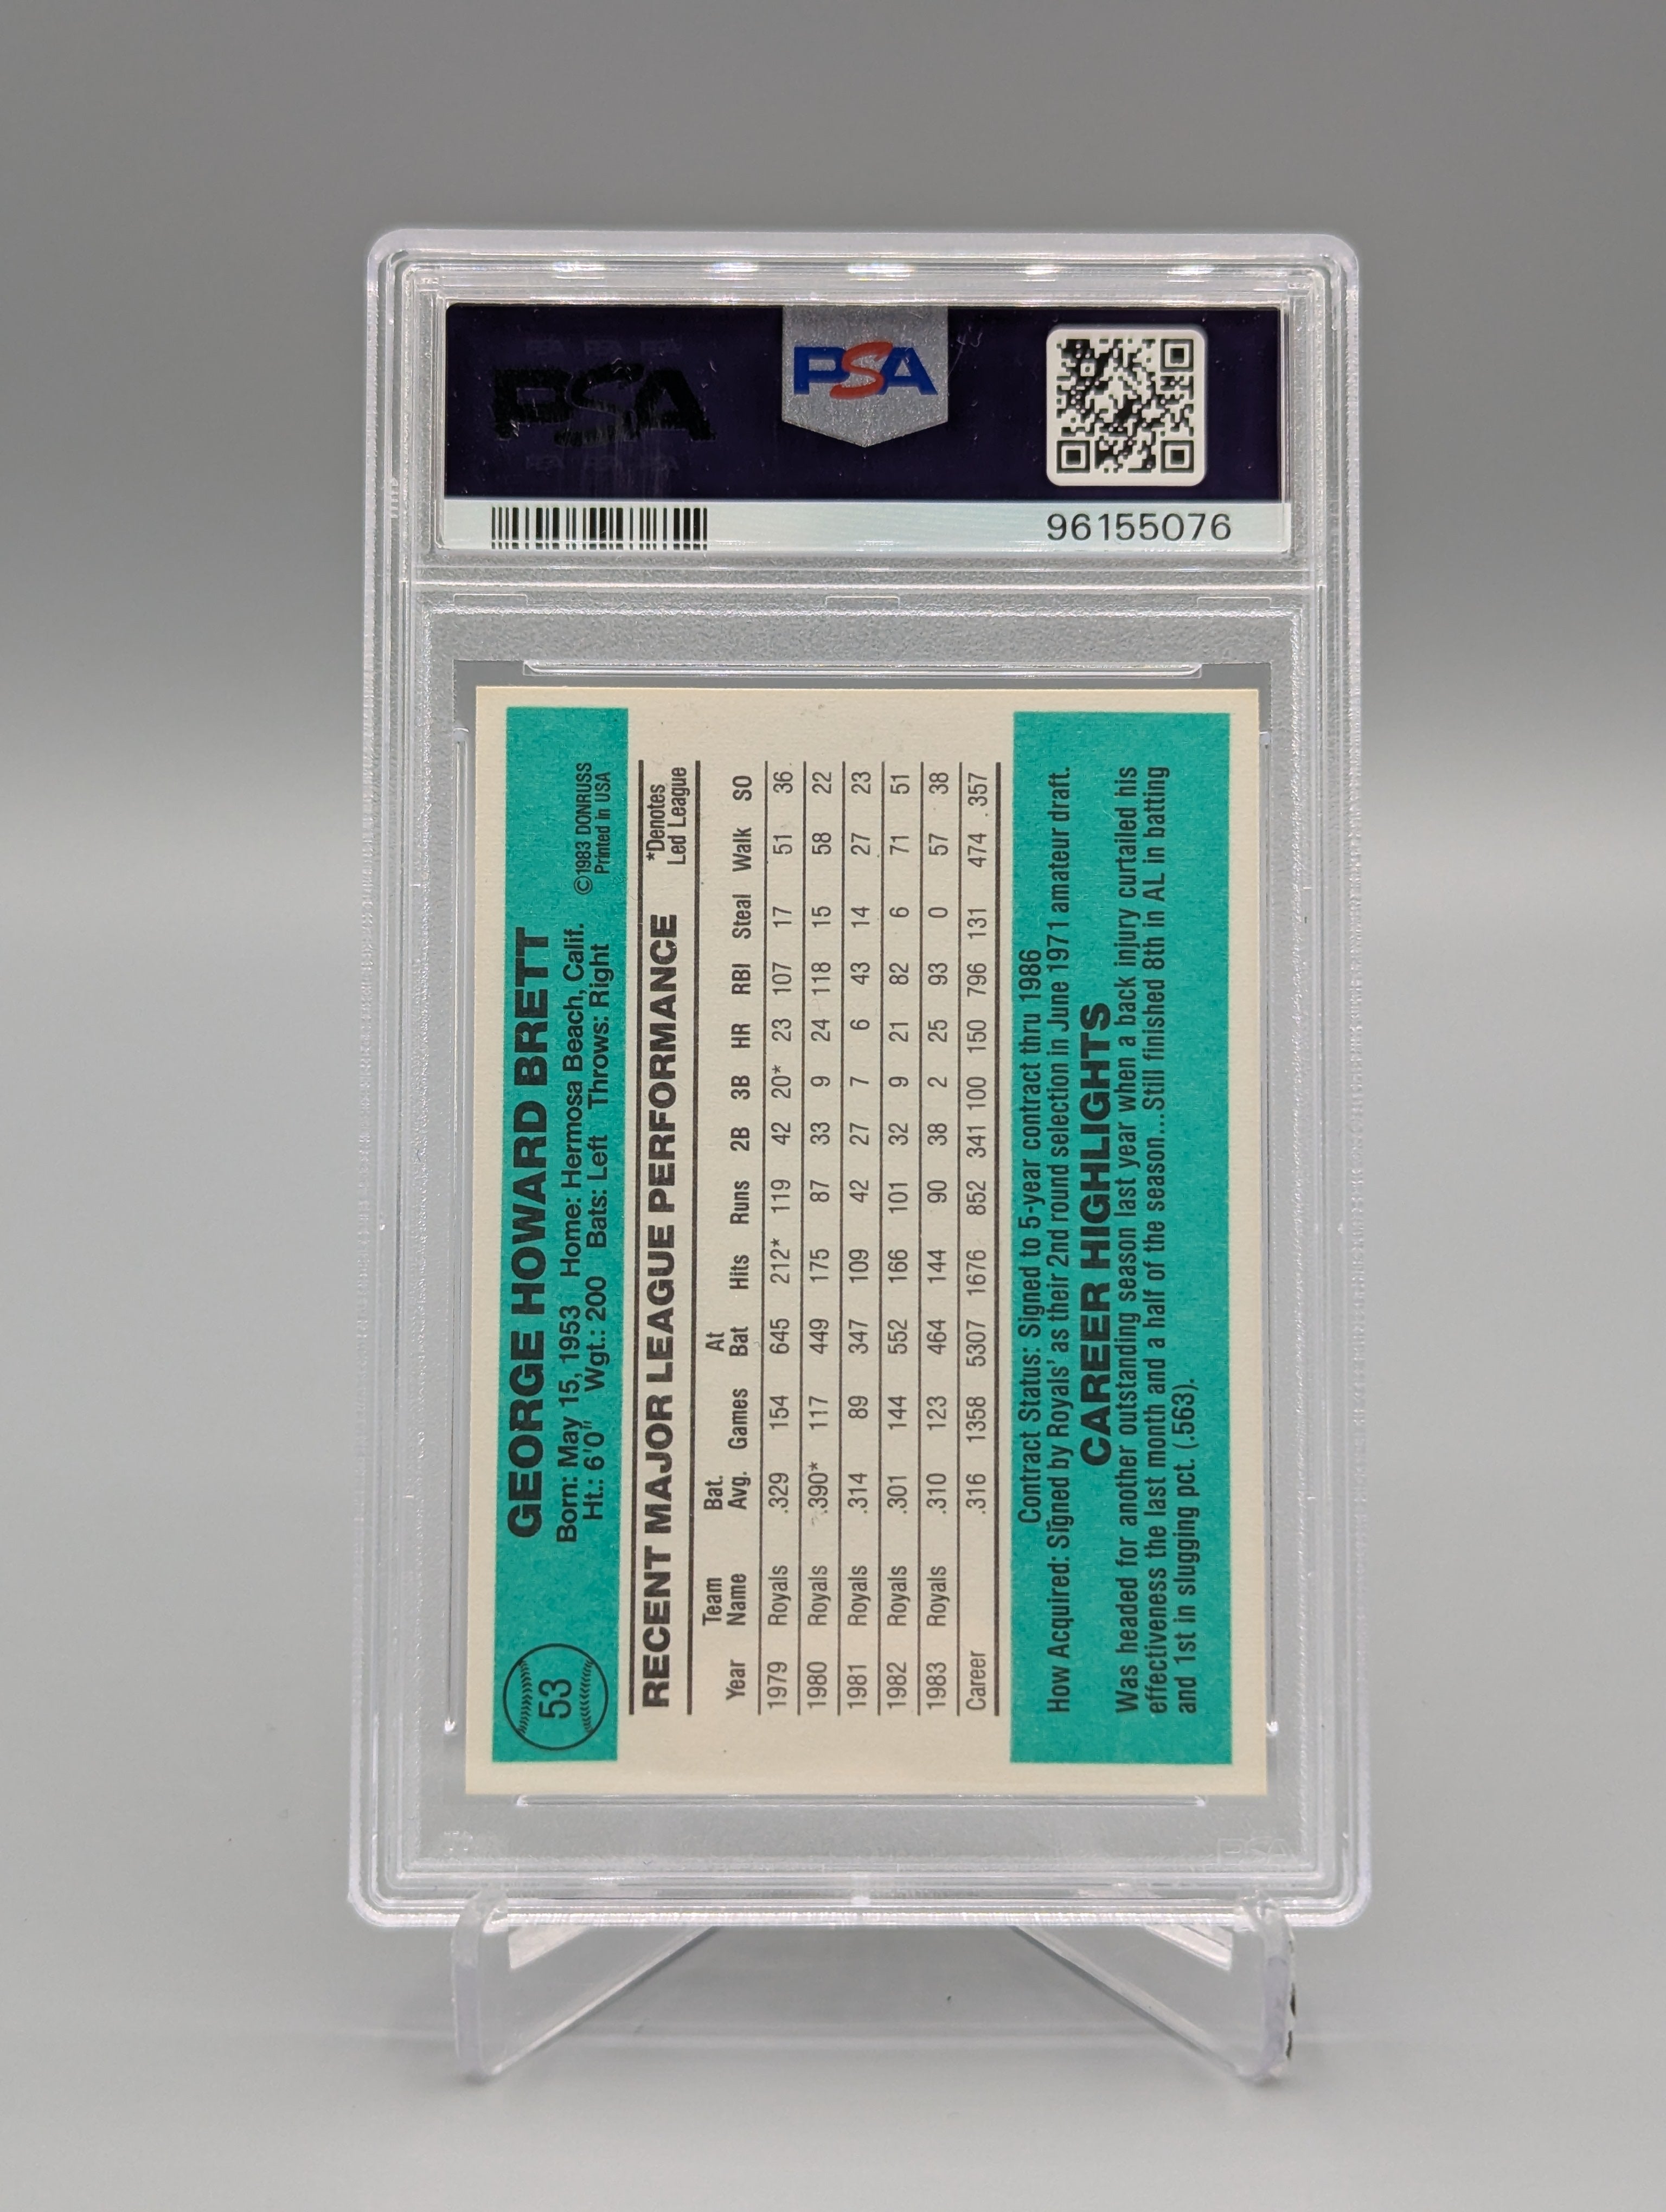 PSA
PSA
96155076
53
GEORGE HOWARD BRETT
Born: May 15, 1953 Home: Hermosa Beach, Calif.
Ht.: 6'0" Wgt.: 200 Bats: Left Throws: Right
©1983 DONRUSS
Printed in USA
RECENT MAJOR LEAGUE PERFORMANCE
*Denotes
Led League
Year Team Name Bat. Avg. Games At Bat Hits Runs 2B 3B HR RBI Steal Walk SO
1979 Royals .329 154 645 212* 119 42 20* 23 107 17 51 36
1980 Royals .390* 117 449 175 87 33 9 24 118 15 58 22
1981 Royals .314 89 347 109 42 27 7 6 43 14 27 23
1982 Royals .301 144 552 166 101 32 9 21 82 6 71 51
1983 Royals .310 123 464 144 90 38 2 25 93 0 57 38
Career .316 1358 5307 1676 852 341 100 150 796 131 474 357
Contract Status: Signed to 5-year contract thru 1986
How Acquired: Signed by Royals' as their 2nd round selection in June 1971 amateur draft.
CAREER HIGHLIGHTS
Was headed for another outstanding season last year when a back injury curtailed his
effectiveness the last month and a half of the season...Still finished 8th in AL in batting
and 1st in slugging pct. (.563).